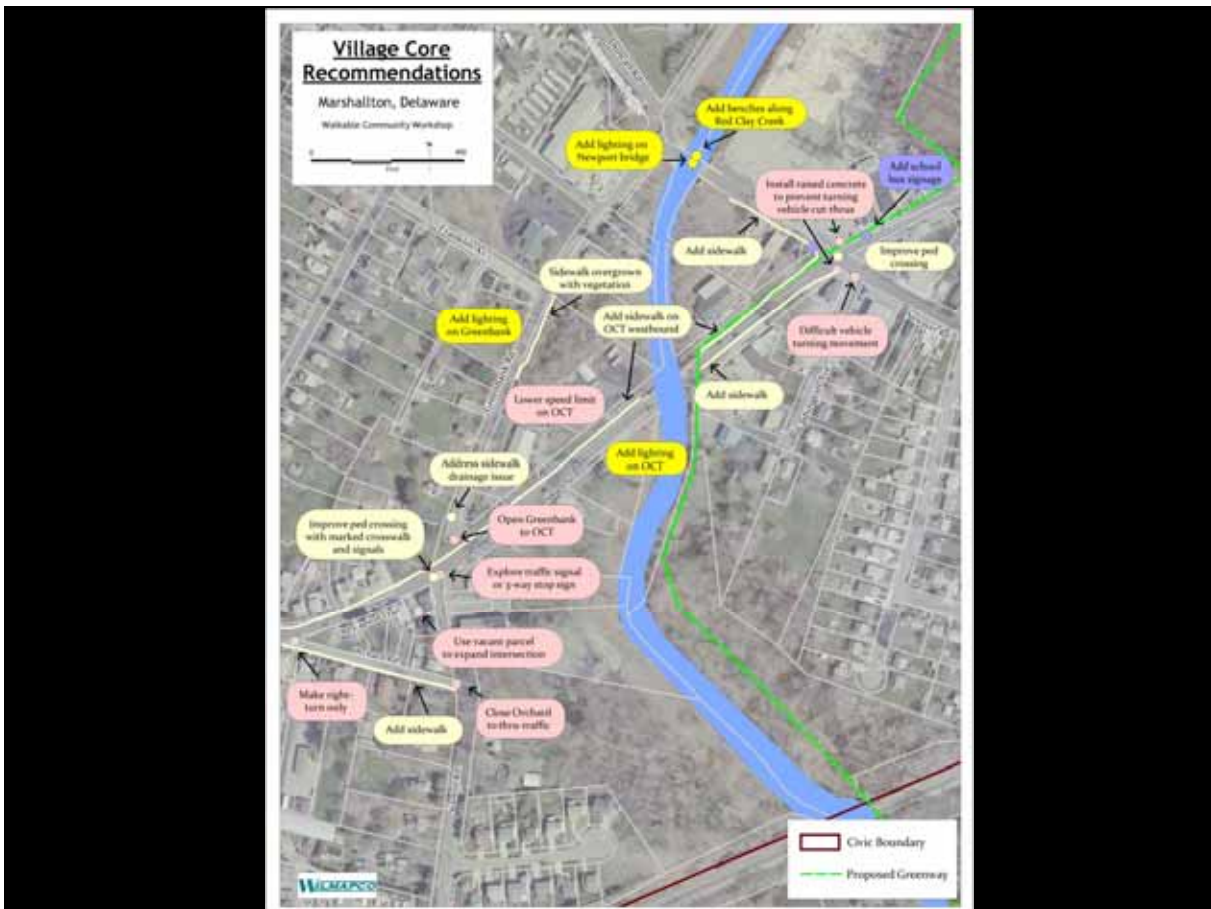 Village Core
Recommendations
Marshallton, Delaware
Walkable Community Workshop
0
400
Feet
Add benches along
Red Clay Creek
Add lighting on
Newport bridge
Add school
bus signage
Install raised concrete
to prevent turning
vehicle cut-thrus
Add sidewalk
Improve ped
crossing
Sidewalk overgrown
with vegetation
Add lighting
on Greenbank
Add sidewalk on
OCT westbound
Difficult vehicle
turning movement
Lower speed limit
on OCT
Add sidewalk
Add lighting
on OCT
Address sidewalk
drainage issue
Improve ped crossing
with marked crosswalk
and signals
Open Greenbank
to OCT
Explore traffic signal
or 3-way stop sign
Use vacant parcel
to expand intersection
Make right-
turn only
Add sidewalk
Close Orchard
to thru-traffic
Civic Boundary
Proposed Greenway
WILMAPCO